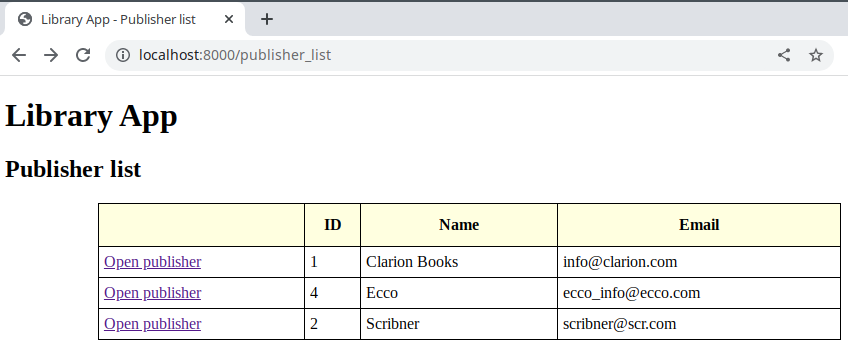 Library App - Publisher list
localhost:8000/publisher_list
Library App
Publisher list
ID Name Email
Open publisher 1 Clarion Books info@clarion.com
Open publisher 4 Ecco ecco_info@ecco.com
Open publisher 2 Scribner scribner@scr.com